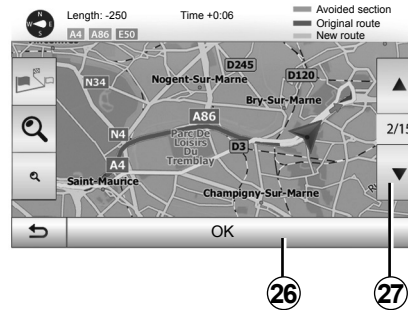 N
W E
S
Length: -250
Time +0:06
A4 A86 E50
Avoided section
Original route
New route
D245
D120
N34
Nogent-Sur-Marne
Bry-Sur-Marne
A86
2/15
N4
Parc De
Loisirs
Du
Tremblay
D3
A4
Saint-Maurice
Champigny-Sur-Marne
OK
26
27